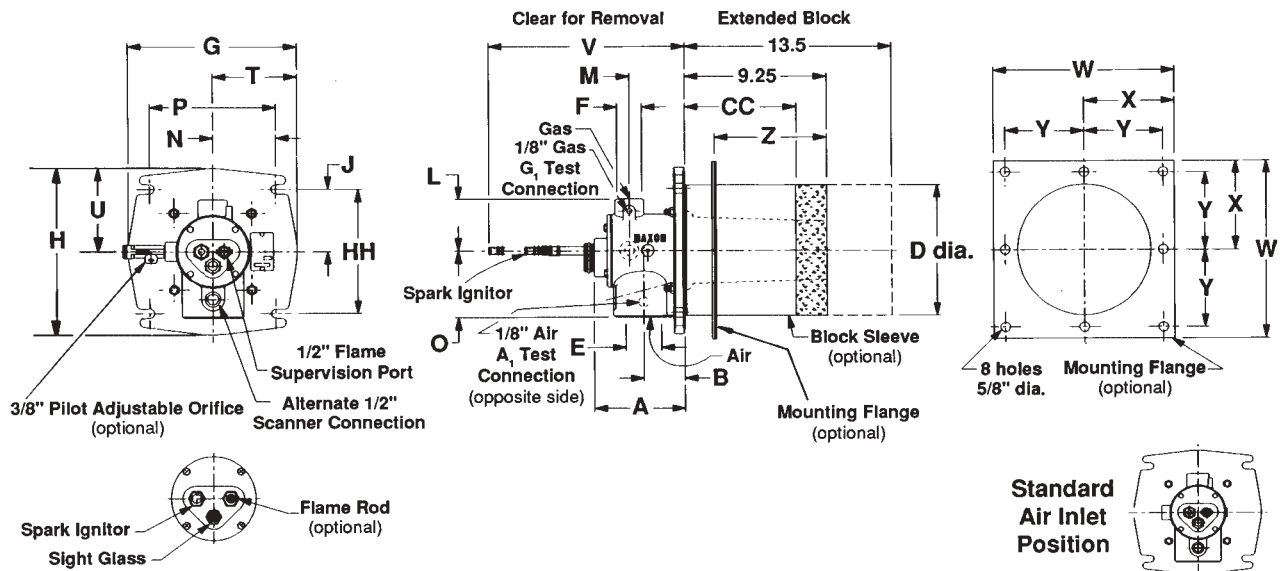 Clear for Removal
Extended Block
G
V
13.5
T
M
9.25
W
P
F
CC
X
N
Gas
Z
Y
Y
J
1/8" Gas
G1 Test
Connection
L
U
X
Y
H
HH
MAXON
D dia.
W
Spark Ignitor
Y
O
1/8" Air
A1 Test
Connection
(opposite side)
E
Air
B
Block Sleeve
(optional)
1/2" Flame
Supervision Port
8 holes
5/8" dia.
Mounting Flange
(optional)
3/8" Pilot Adjustable Orifice
(optional)
Alternate 1/2"
Scanner Connection
A
Mounting Flange
(optional)
Spark Ignitor
Flame Rod
(optional)
Sight Glass
Standard
Air Inlet
Position